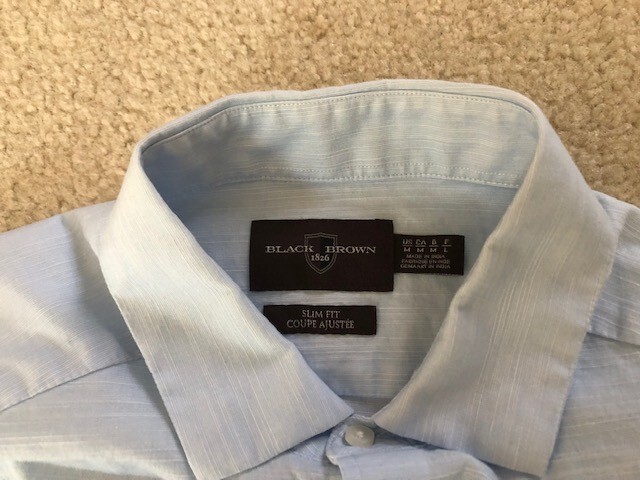 BLACK BROWN
1826
US CA B F
M M M L
MADE IN INDIA
SLIM FIT
COUPE AJUSTÉE